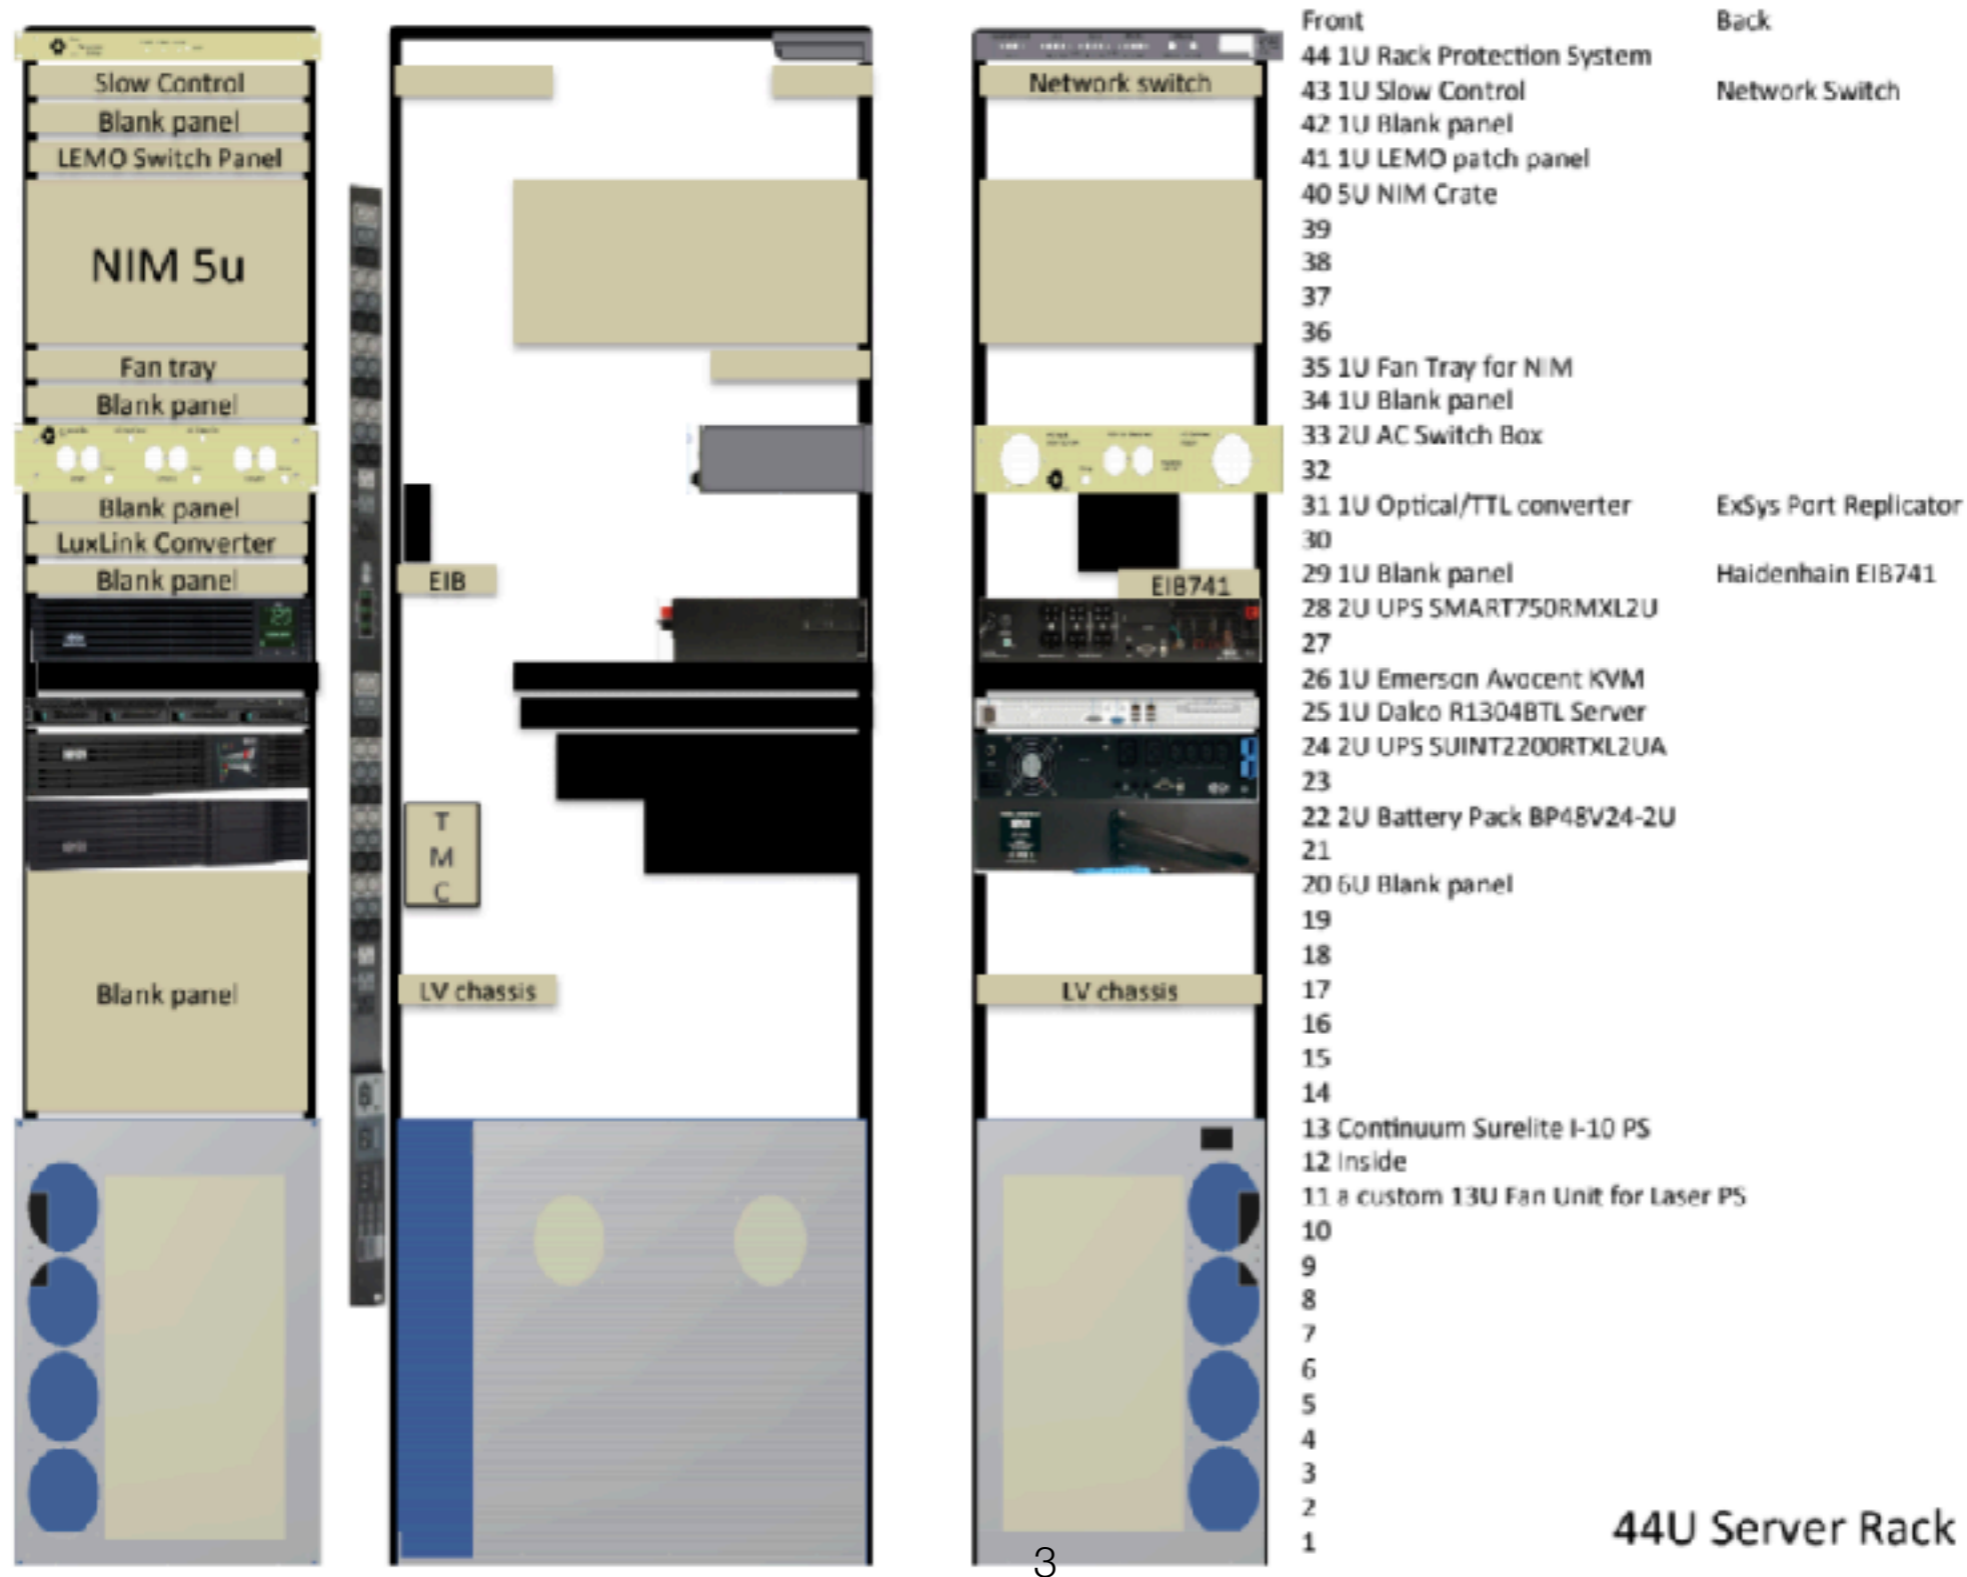 Slow Control
Blank panel
LEMO Switch Panel
NIM 5u
Fan tray
Blank panel
Blank panel
LuxLink Converter
Blank panel
Blank panel
EIB
T
M
C
LV chassis
Network switch
EIB741
LV chassis
Front Back
44 1U Rack Protection System
43 1U Slow Control Network Switch
42 1U Blank panel
41 1U LEMO patch panel
40 5U NIM Crate
39
38
37
36
35 1U Fan Tray for NIM
34 1U Blank panel
33 2U AC Switch Box
32
31 1U Optical/TTL converter ExSys Port Replicator
30
29 1U Blank panel Haidenhain EIB741
28 2U UPS SMART750RMXL2U
27
26 1U Emerson Avocent KVM
25 1U Dalco R1304BTL Server
24 2U UPS SUINT2200RTXL2UA
23
22 2U Battery Pack BP48V24-2U
21
20 6U Blank panel
19
18
17
16
15
14
13 Continuum Surelite I-10 PS
12 Inside
11 a custom 13U Fan Unit for Laser PS
10
9
8
7
6
5
4
3
2
1
44U Server Rack
3